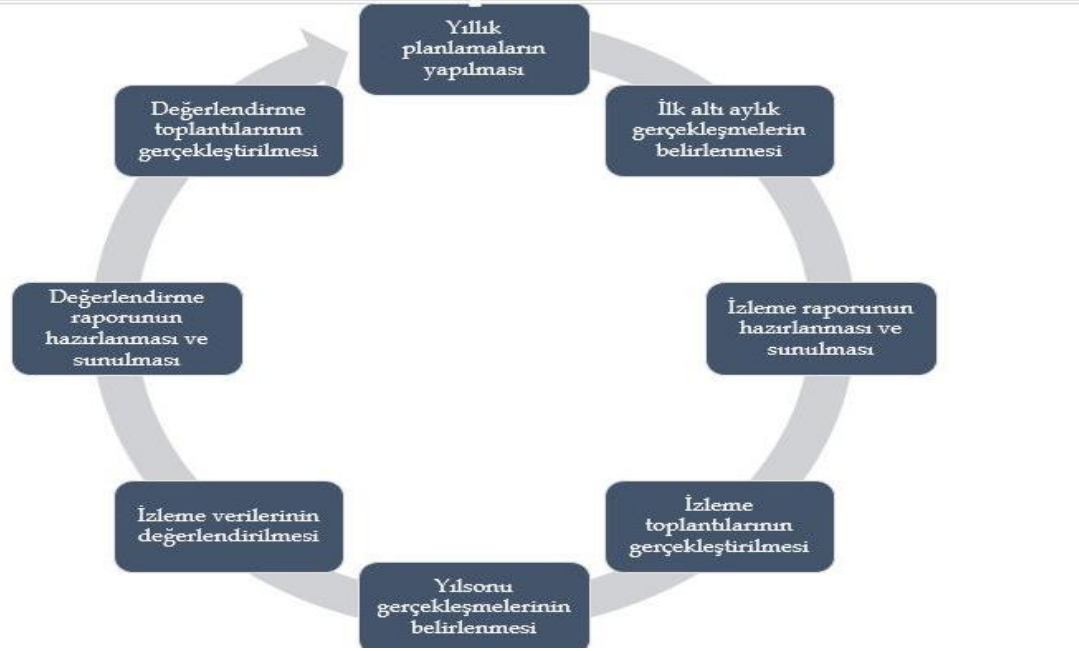 Yıllık
planlamaların
yapılması
İlk altı aylık
gerçekleşmelerin
belirlenmesi
İzleme raporunun
hazırlanması ve
sunulması
İzleme
toplantılarının
gerçekleştirilmesi
Yılsonu
gerçekleşmelerinin
belirlenmesi
İzleme verilerinin
değerlendirilmesi
Değerlendirme
raporunun
hazırlanması ve
sunulması
Değerlendirme
toplantılarının
gerçekleştirilmesi